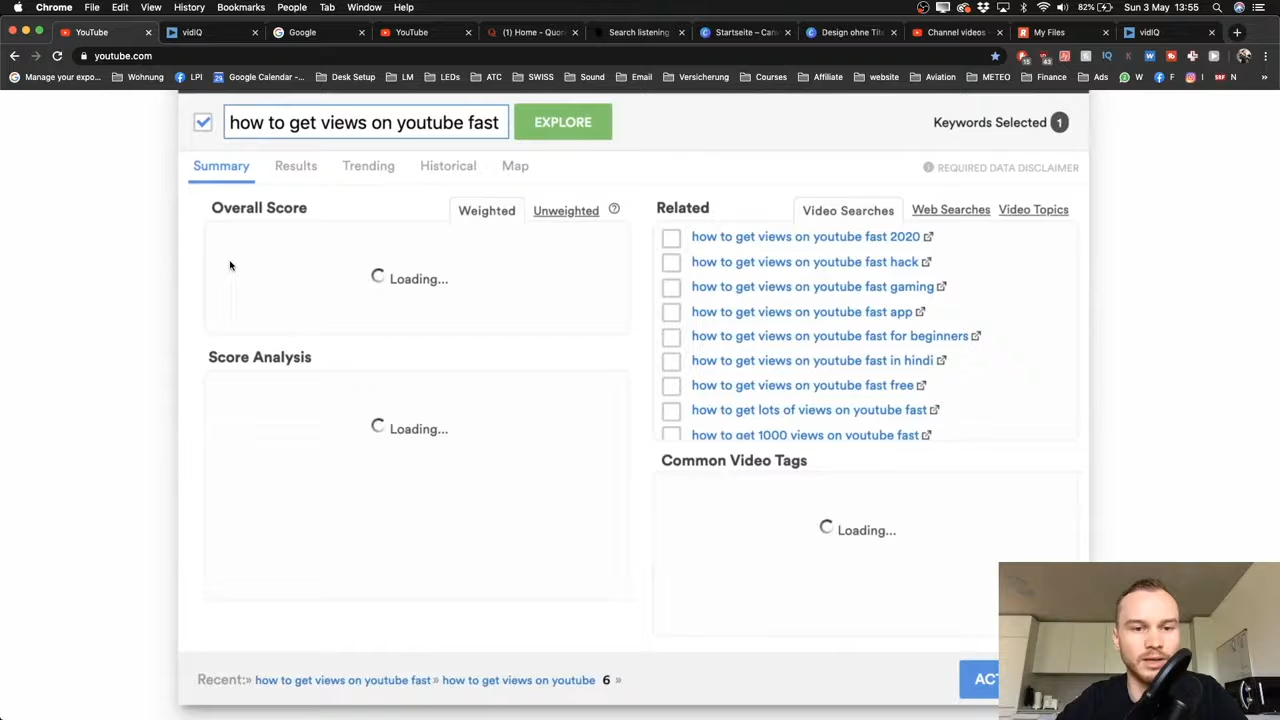 Chrome File Edit View History Bookmarks People Tab Window Help 82% Sun 3 May 13:55
YouTube vidIQ Google YouTube (1) Home - Quor Search listening Startseite – Can Design ohne Tite Channel videos - My Files vidIQ
youtube.com
Manage your expo... Wohnung LPI Google Calendar -... Desk Setup LM LEDs ATC SWISS Sound Email Versicherung Courses Affiliate website Aviation METEO Finance Ads W F I N »
how to get views on youtube fast EXPLORE Keywords Selected 1
Summary Results Trending Historical Map REQUIRED DATA DISCLAIMER
Overall Score Weighted Unweighted ?
Loading...
Score Analysis
Loading...
Related Video Searches Web Searches Video Topics
how to get views on youtube fast 2020
how to get views on youtube fast hack
how to get views on youtube fast gaming
how to get views on youtube fast app
how to get views on youtube fast for beginners
how to get views on youtube fast in hindi
how to get views on youtube fast free
how to get lots of views on youtube fast
how to get 1000 views on youtube fast
Common Video Tags
Loading...
Recent:» how to get views on youtube fast » how to get views on youtube 6 »